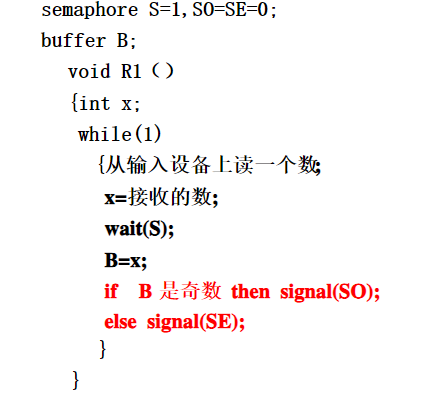 semaphore S=1,SO=SE=0;
buffer B;
void R1（）
{int x;
while(1)
{从输入设备上读一个数;
x=接收的数;
wait(S);
B=x;
if B 是奇数 then signal(SO);
else signal(SE);
}
}